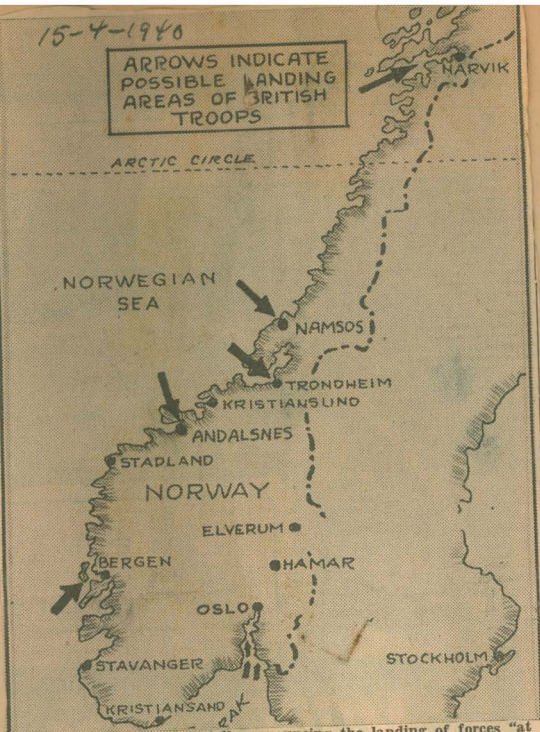 15-4-1940
ARROWS INDICATE
POSSIBLE LANDING
AREAS OF BRITISH
TROOPS
NARVIK
ARCTIC CIRCLE
NORWEGIAN
SEA
NAMSOS
TRONDHEIM
KRISTIANSUND
ANDALSNES
STADLAND
NORWAY
ELVERUM
BERGEN
HAMAR
OSLO
STAVANGER
STOCKHOLM
KRISTIANSAND
the landing of forces "at